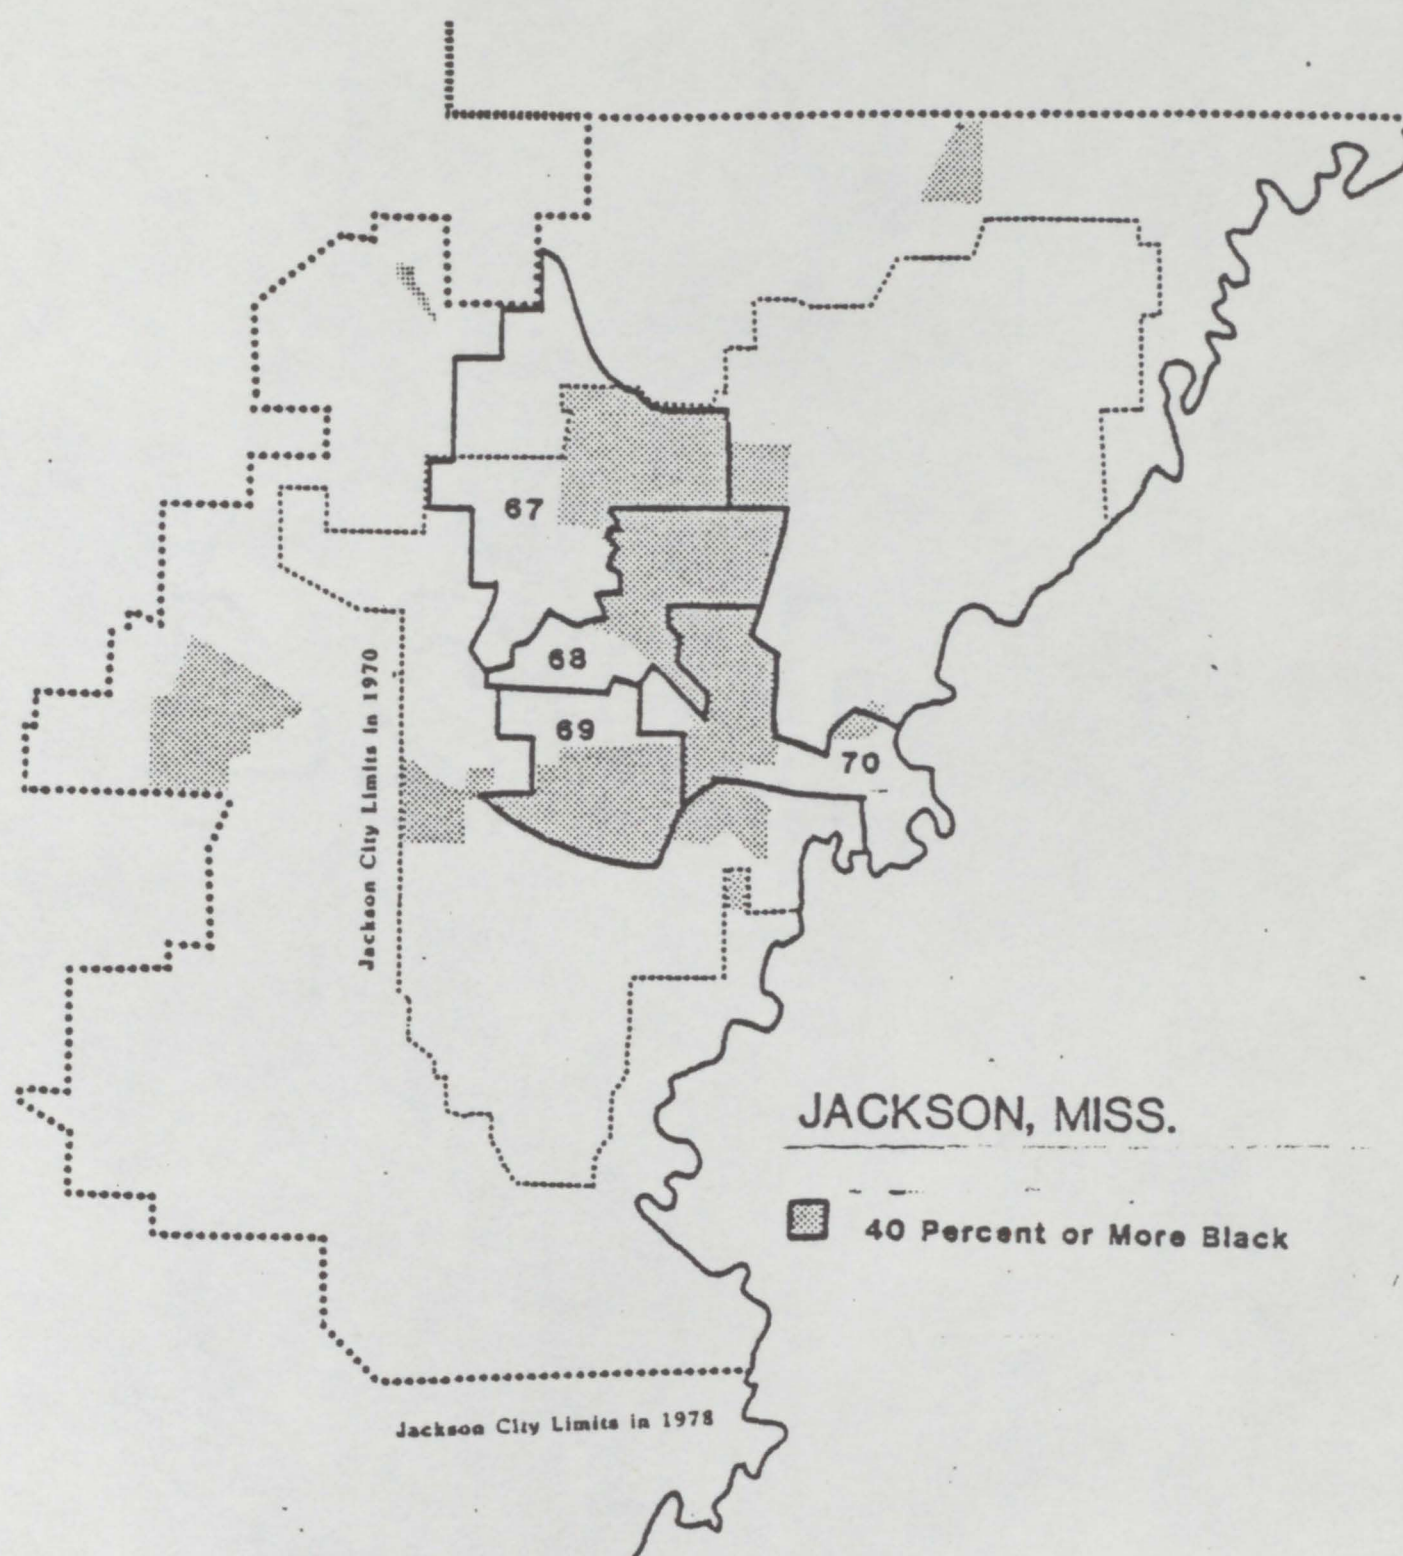 67
68
69
70
Jackson City Limits in 1970
JACKSON, MISS.
40 Percent or More Black
Jackson City Limits in 1978